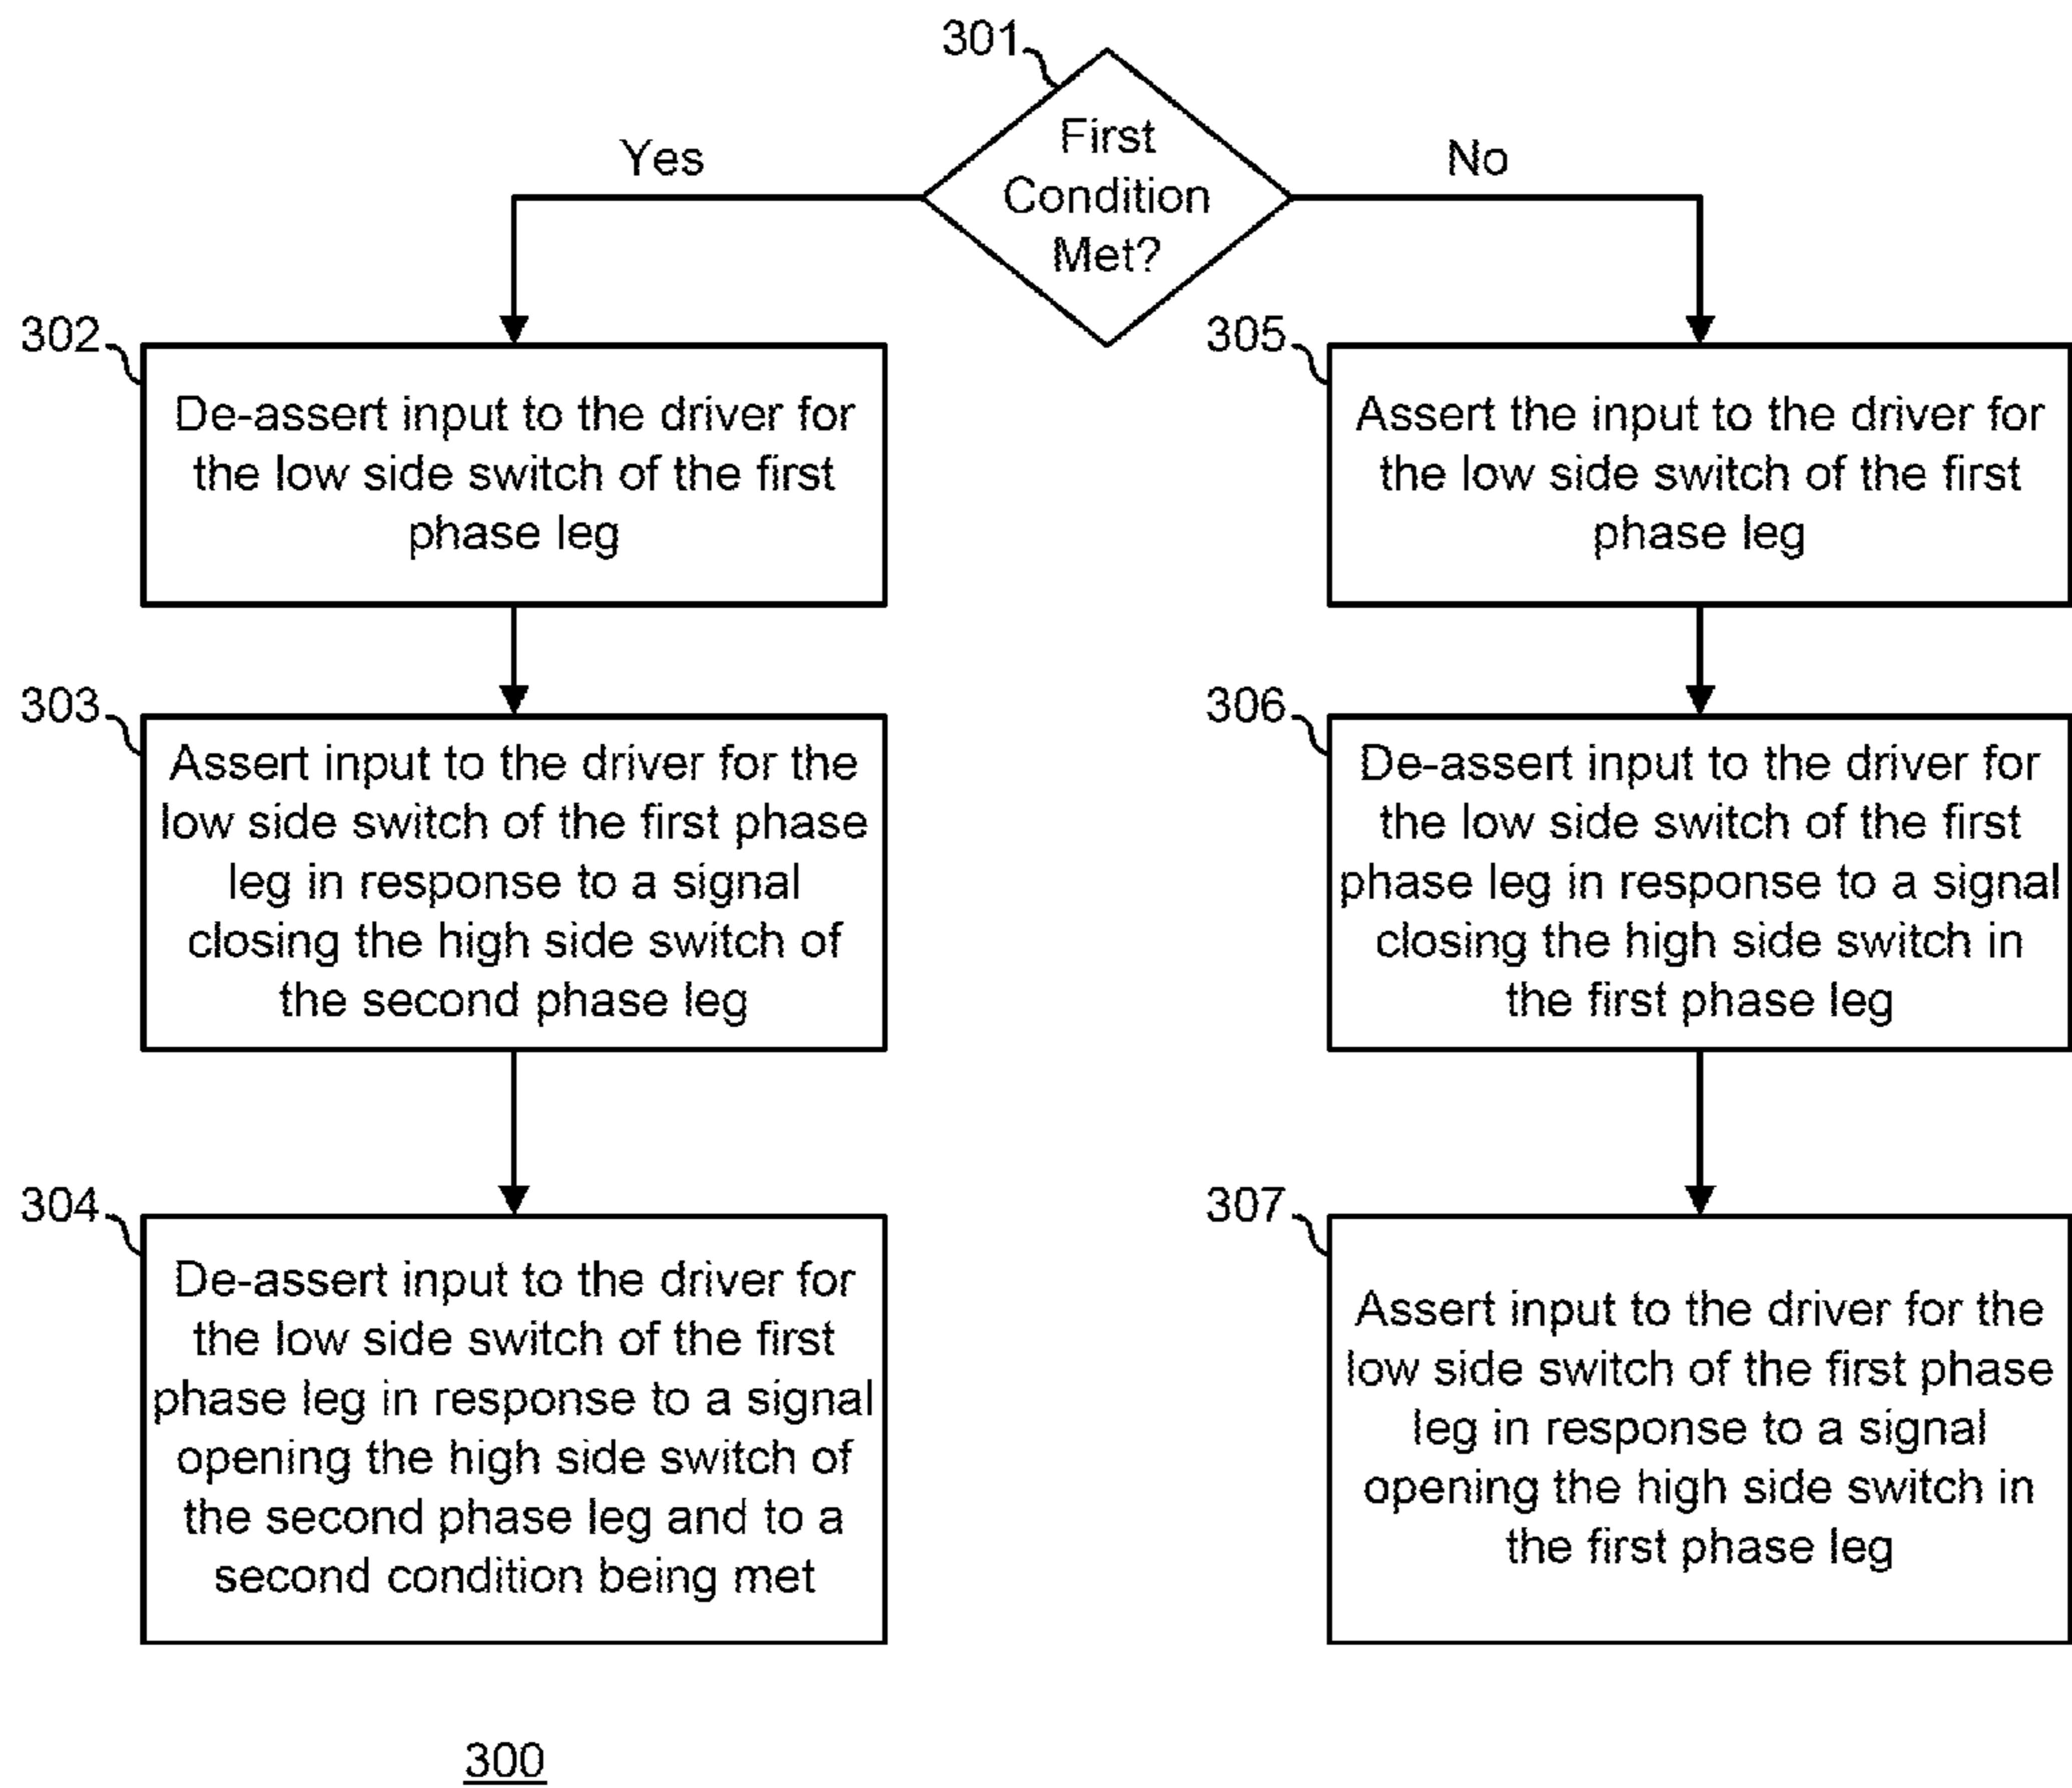 301
First
Condition
Met?
Yes
No
302
De-assert input to the driver for
the low side switch of the first
phase leg
303
Assert input to the driver for the
low side switch of the first phase
leg in response to a signal
closing the high side switch of
the second phase leg
304
De-assert input to the driver for
the low side switch of the first
phase leg in response to a signal
opening the high side switch of
the second phase leg and to a
second condition being met
305
Assert the input to the driver for
the low side switch of the first
phase leg
306
De-assert input to the driver for
the low side switch of the first
phase leg in response to a signal
closing the high side switch in
the first phase leg
307
Assert input to the driver for the
low side switch of the first phase
leg in response to a signal
opening the high side switch in
the first phase leg
300